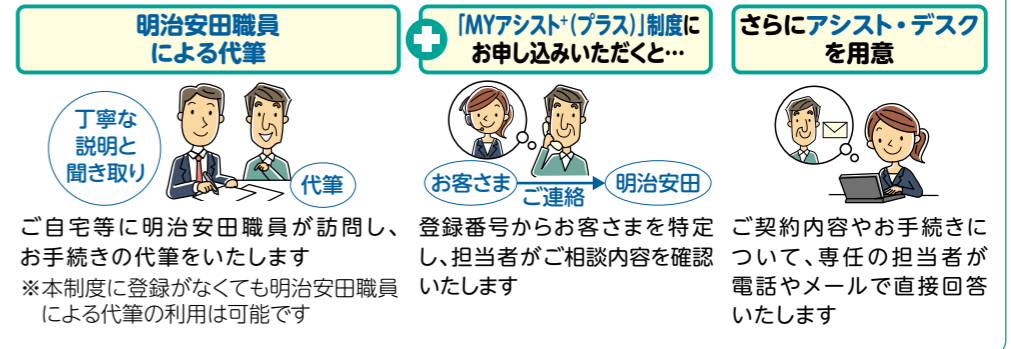 明治安田職員
による代筆
丁寧な
説明と
聞き取り
代筆
ご自宅等に明治安田職員が訪問し、
お手続きの代筆をいたします
※本制度に登録がなくても明治安田職員
による代筆の利用は可能です
「MYアシスト⁺(プラス)」制度に
お申し込みいただくと…
お客さま
ご連絡
明治安田
登録番号からお客さまを特定
し、担当者がご相談内容を確認
いたします
さらにアシスト・デスク
を用意
ご契約内容やお手続きに
ついて、専任の担当者が
電話やメールで直接回答
いたします